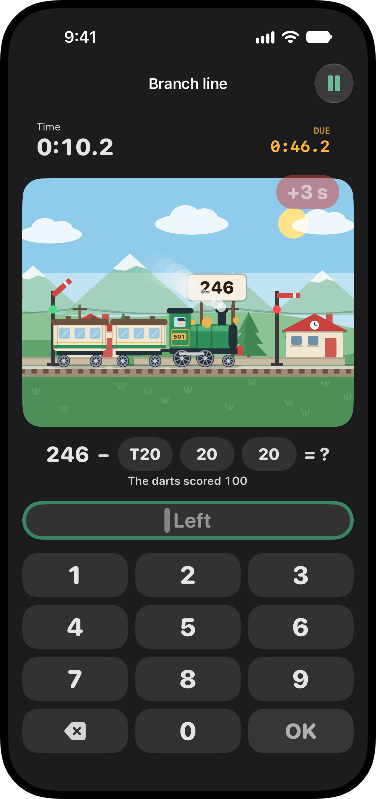 9:41
Branch line
Time
0:10.2
DUE
0:46.2
+3 s
246
501
246 – T20 20 20 = ?
The darts scored 100
Left
1 2 3
4 5 6
7 8 9
0 OK